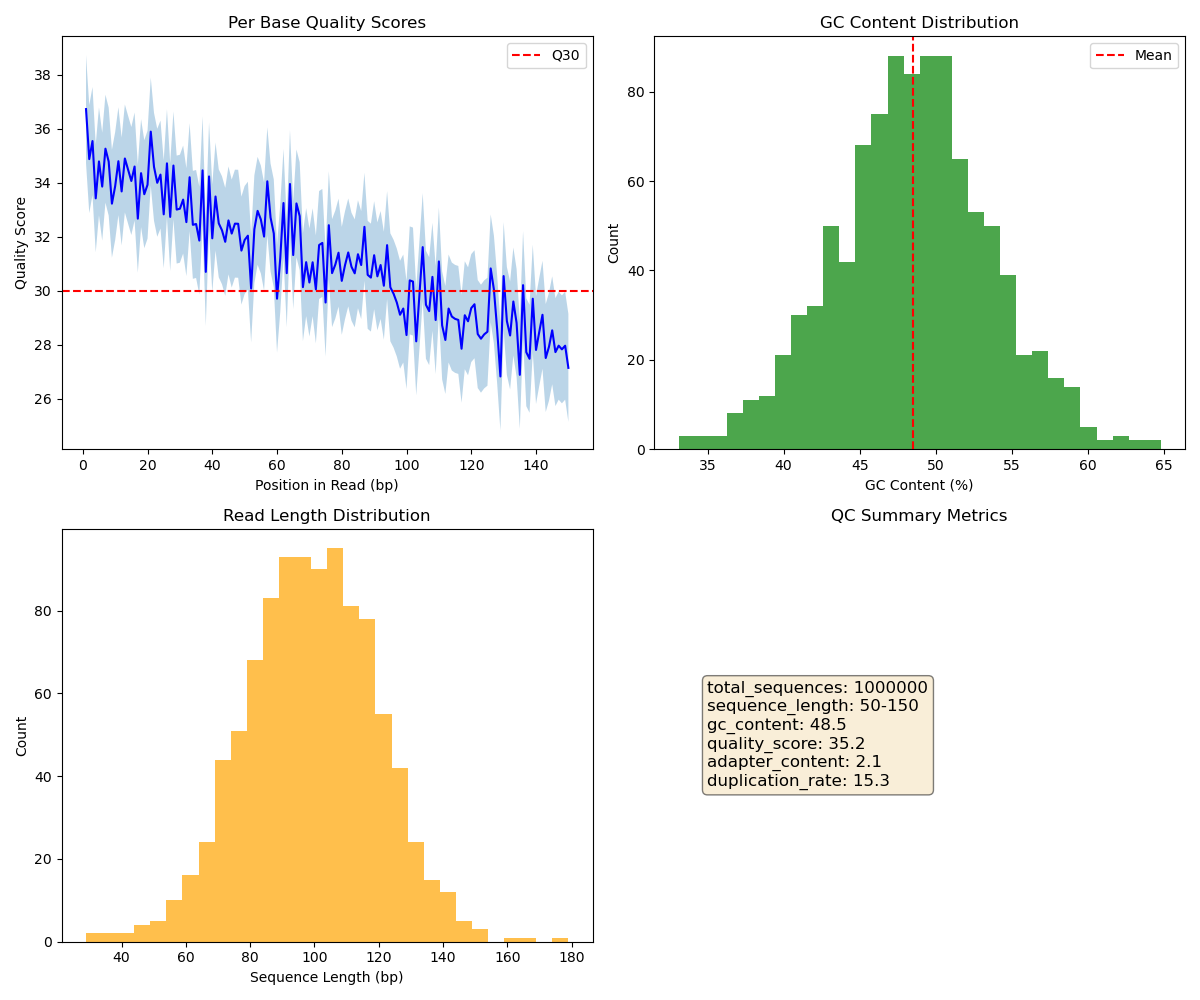 Per Base Quality Scores
Quality Score
38
36
34
32
30
28
26
Q30
0 20 40 60 80 100 120 140
Position in Read (bp)
GC Content Distribution
Count
80
60
40
20
0
Mean
35 40 45 50 55 60 65
GC Content (%)
Read Length Distribution
Count
80
60
40
20
0
40 60 80 100 120 140 160 180
Sequence Length (bp)
QC Summary Metrics
total_sequences: 1000000
sequence_length: 50-150
gc_content: 48.5
quality_score: 35.2
adapter_content: 2.1
duplication_rate: 15.3